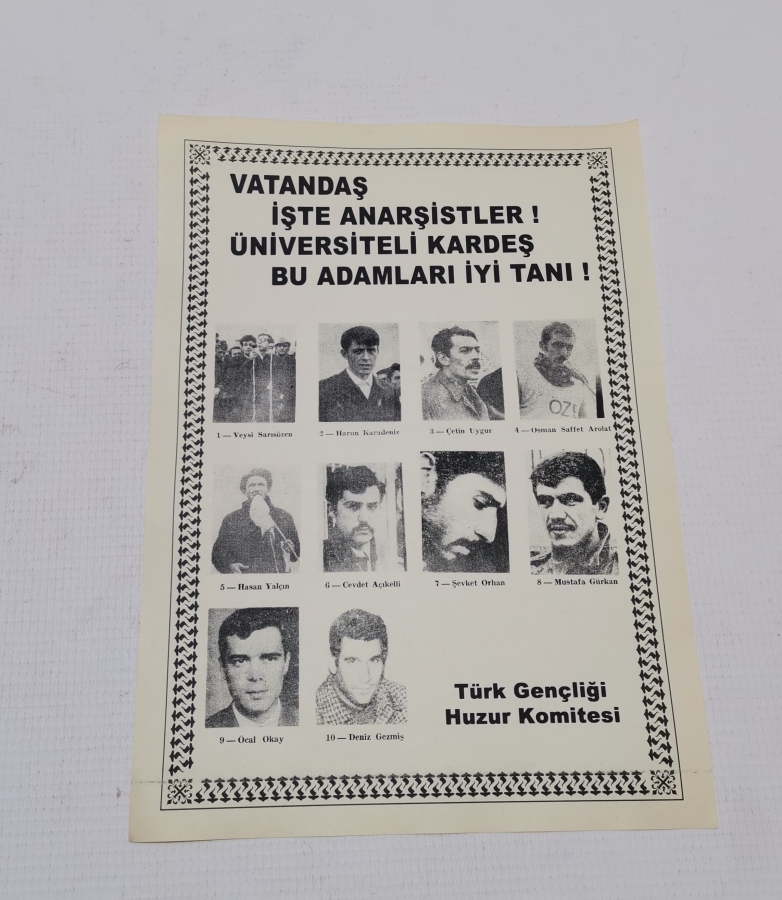 VATANDAŞ
İŞTE ANARŞİSTLER !
ÜNİVERSİTELİ KARDEŞ
BU ADAMLARI İYİ TANI !
1 — Veysi Sarısözen
2 — Harun Karadeniz
3 — Çetin Uygur
4 — Osman Saffet Arolat
ÖZG
5 — Hasan Yalçın
6 — Cevdet Açıkelli
7 — Şevket Orhan
8 — Mustafa Gürkan
9 — Öcal Okay
10 — Deniz Gezmiş
Türk Gençliği
Huzur Komitesi